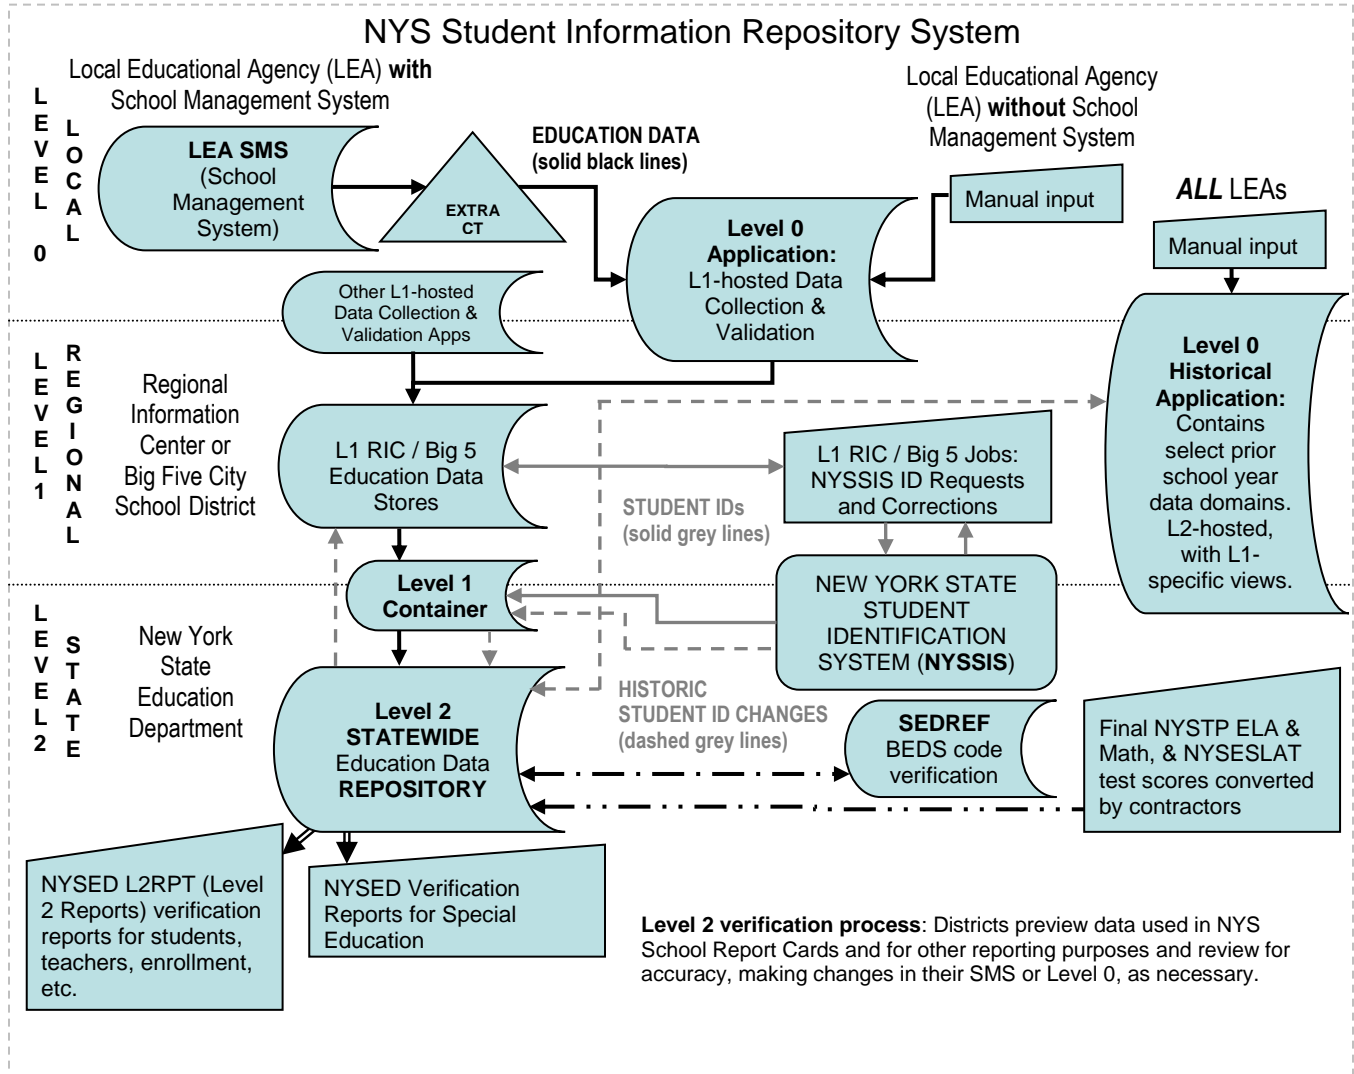 NYS Student Information Repository System
Local Educational Agency (LEA) with
School Management System
Local Educational Agency
(LEA) without School
Management System
LEVEL 0
LOCAL
LEA SMS
(School
Management
System)
EXTRA
CT
EDUCATION DATA
(solid black lines)
Manual input
ALL LEAs
Manual input
Level 0
Application:
L1-hosted Data
Collection &
Validation
Other L1-hosted
Data Collection &
Validation Apps
LEVEL 1
REGIONAL
Regional
Information
Center or
Big Five City
School District
L1 RIC / Big 5
Education Data
Stores
L1 RIC / Big 5 Jobs:
NYSSIS ID Requests
and Corrections
STUDENT IDs
(solid grey lines)
Level 0
Historical
Application:
Contains
select prior
school year
data domains.
L2-hosted,
with L1-
specific views.
Level 1
Container
NEW YORK STATE
STUDENT
IDENTIFICATION
SYSTEM (NYSSIS)
LEVEL 2
STATE
New York
State
Education
Department
Level 2
STATEWIDE
Education Data
REPOSITORY
HISTORIC
STUDENT ID CHANGES
(dashed grey lines)
SEDREF
BEDS code
verification
Final NYSTP ELA &
Math, & NYSESLAT
test scores converted
by contractors
NYSED L2RPT (Level
2 Reports) verification
reports for students,
teachers, enrollment,
etc.
NYSED Verification
Reports for Special
Education
Level 2 verification process: Districts preview data used in NYS
School Report Cards and for other reporting purposes and review for
accuracy, making changes in their SMS or Level 0, as necessary.